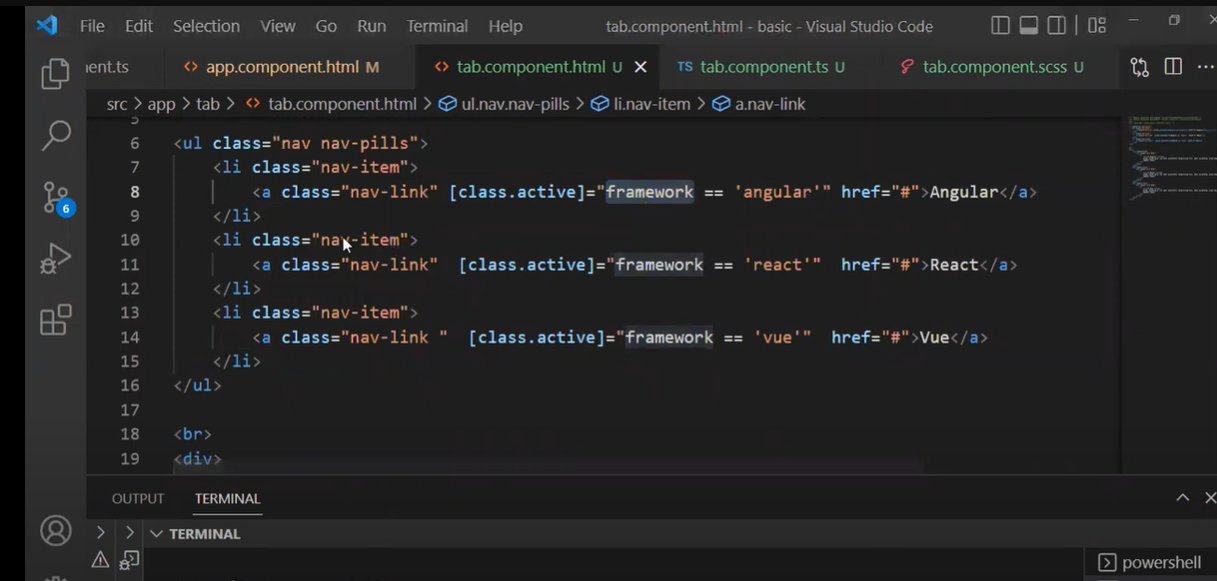 File Edit Selection View Go Run Terminal Help tab.component.html - basic - Visual Studio Code
ent.ts <> app.component.html M <> tab.component.html U TS tab.component.ts U tab.component.scss U
src > app > tab > <> tab.component.html > ul.nav.nav-pills > li.nav-item > a.nav-link
5
6 <ul class="nav nav-pills">
7 <li class="nav-item">
8 <a class="nav-link" [class.active]="framework == 'angular'" href="#">Angular</a>
9 </li>
10 <li class="nav-item">
11 <a class="nav-link"  [class.active]="framework == 'react'"  href="#">React</a>
12 </li>
13 <li class="nav-item">
14 <a class="nav-link "  [class.active]="framework == 'vue'"  href="#">Vue</a>
15 </li>
16 </ul>
17
18 <br>
19 <div>
6
OUTPUT TERMINAL
TERMINAL
powershell